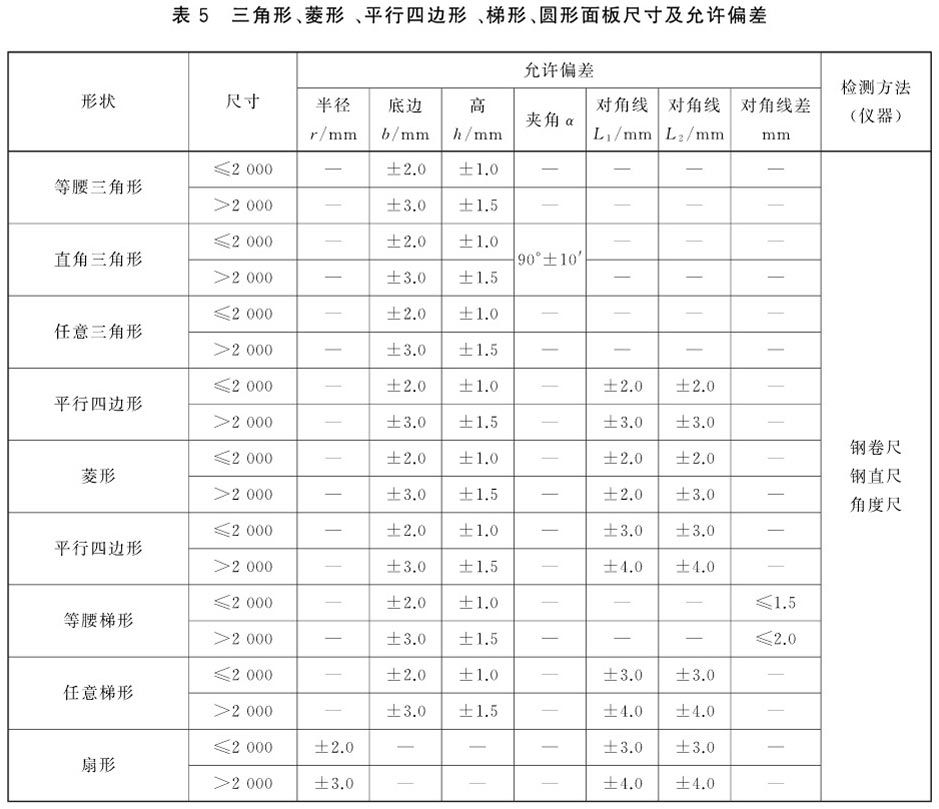 表 5 三角形、菱形 、平行四边形 、梯形、圆形面板尺寸及允许偏差
形状 尺寸 允许偏差 检测方法（仪器）
半径 r/mm 底边 b/mm 高 h/mm 夹角 α 对角线 L₁/mm 对角线 L₂/mm 对角线差 mm
等腰三角形 ≤2 000 — ±2.0 ±1.0 — — — —
>2 000 — ±3.0 ±1.5 — — — —
直角三角形 ≤2 000 — ±2.0 ±1.0 90°±10′ — — —
>2 000 — ±3.0 ±1.5 — — —
任意三角形 ≤2 000 — ±2.0 ±1.0 — — — —
>2 000 — ±3.0 ±1.5 — — — —
平行四边形 ≤2 000 — ±2.0 ±1.0 — ±2.0 ±2.0 —
>2 000 — ±3.0 ±1.5 — ±3.0 ±3.0 —
菱形 ≤2 000 — ±2.0 ±1.0 — ±2.0 ±2.0 —
>2 000 — ±3.0 ±1.5 — ±2.0 ±3.0 —
平行四边形 ≤2 000 — ±2.0 ±1.0 — ±3.0 ±3.0 —
>2 000 — ±3.0 ±1.5 — ±4.0 ±4.0 —
等腰梯形 ≤2 000 — ±2.0 ±1.0 — — — ≤1.5
>2 000 — ±3.0 ±1.5 — — — ≤2.0
任意梯形 ≤2 000 — ±2.0 ±1.0 — ±3.0 ±3.0 —
>2 000 — ±3.0 ±1.5 — ±4.0 ±4.0 —
扇形 ≤2 000 ±2.0 — — — ±3.0 ±3.0 —
>2 000 ±3.0 — — — ±4.0 ±4.0 —
钢卷尺
钢直尺
角度尺